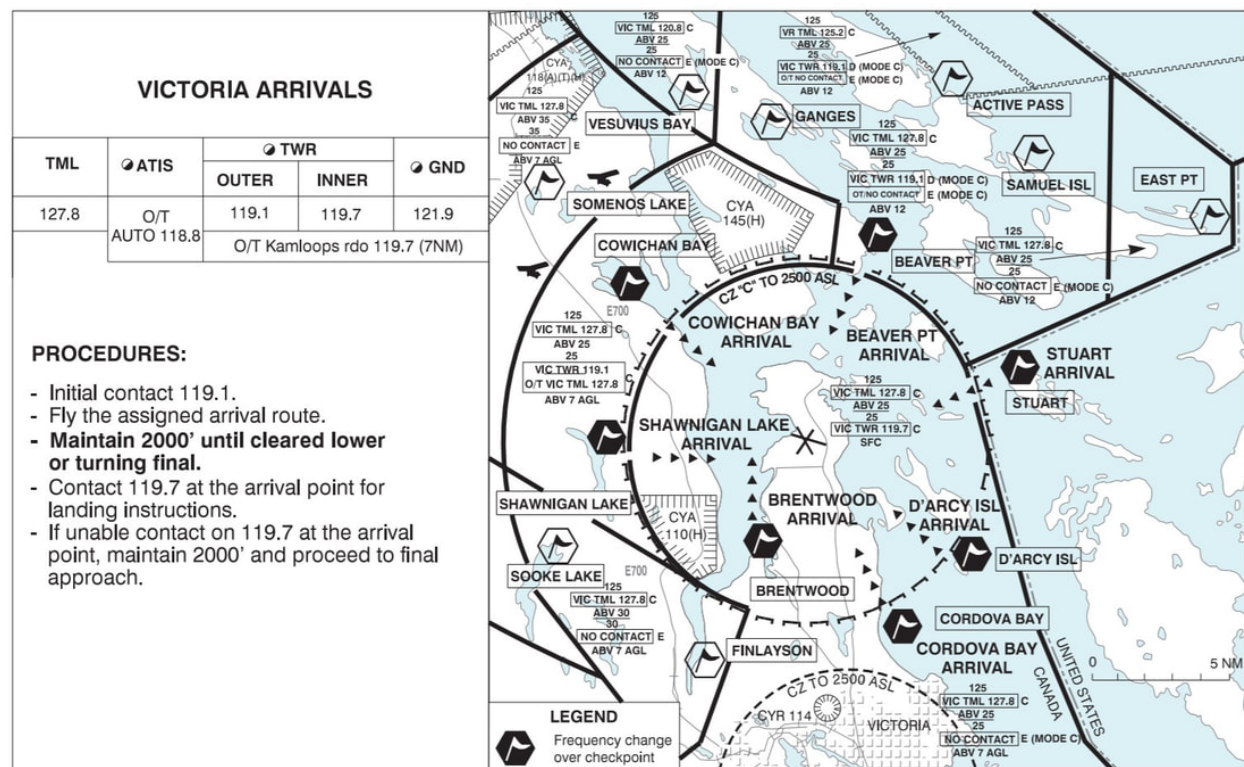 VICTORIA ARRIVALS
TML
ATIS
TWR
GND
OUTER
INNER
127.8
O/T
AUTO 118.8
119.1
119.7
121.9
O/T Kamloops rdo 119.7 (7NM)
PROCEDURES:
- Initial contact 119.1.
- Fly the assigned arrival route.
- Maintain 2000' until cleared lower
or turning final.
- Contact 119.7 at the arrival point for
landing instructions.
- If unable contact on 119.7 at the arrival
point, maintain 2000' and proceed to final
approach.
125
VIC TML 120.8 C
ABV 25
25
NO CONTACT E (MODE C)
ABV 12
125
VR TML 125.2 C
ABV 25
25
VIC TWR 119.1 D (MODE C)
O/T NO CONTACT E (MODE C)
ABV 12
CYA
118(A)(T)(H)
125
VIC TML 127.8 C
ABV 35
35
NO CONTACT E
ABV 7 AGL
VESUVIUS BAY
GANGES
ACTIVE PASS
125
VIC TML 127.8 C
ABV 25
25
VIC TWR 119.1 D (MODE C)
OT/NO CONTACT E (MODE C)
ABV 12
SAMUEL ISL
EAST PT
SOMENOS LAKE
CYA
145(H)
COWICHAN BAY
BEAVER PT
125
VIC TML 127.8 C
ABV 25
25
NO CONTACT E (MODE C)
ABV 12
CZ "C" TO 2500 ASL
E700
COWICHAN BAY
ARRIVAL
BEAVER PT
ARRIVAL
125
VIC TML 127.8 C
ABV 25
25
VIC TWR 119.1
O/T VIC TML 127.8 C
ABV 7 AGL
STUART
ARRIVAL
STUART
125
VIC TML 127.8 C
ABV 25
25
VIC TWR 119.7 C
SFC
SHAWNIGAN LAKE
ARRIVAL
SHAWNIGAN LAKE
BRENTWOOD
ARRIVAL
D'ARCY ISL
ARRIVAL
CYA
110(H)
D'ARCY ISL
SOOKE LAKE
E700
BRENTWOOD
125
VIC TML 127.8 C
ABV 30
30
NO CONTACT E
ABV 7 AGL
CORDOVA BAY
CORDOVA BAY
ARRIVAL
FINLAYSON
UNITED STATES
CANADA
0
5 NM
CZ TO 2500 ASL
125
VIC TML 127.8 C
ABV 25
25
NO CONTACT E (MODE C)
ABV 7 AGL
CYR 114
VICTORIA
LEGEND
Frequency change
over checkpoint